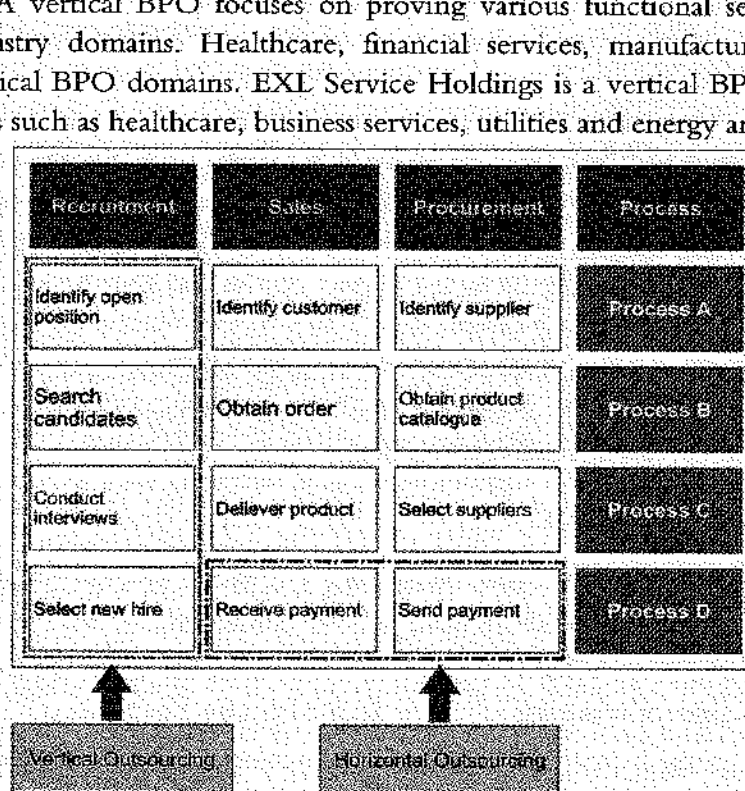 A vertical BPO focuses on proving various functional se
istry domains. Healthcare, financial services, manufactur
ical BPO domains. EXL Service Holdings is a vertical BP
s such as healthcare, business services, utilities and energy an
Recruitment Sales Procurement Process
Identify open
position
Identify customer
Identify supplier
Process A
Search
candidates
Obtain order
Obtain product
catalogue
Process B
Conduct
interviews
Deliever product
Select suppliers
Process C
Select new hire
Receive payment
Send payment
Process D
Vertical Outsourcing
Horizontal Outsourcing